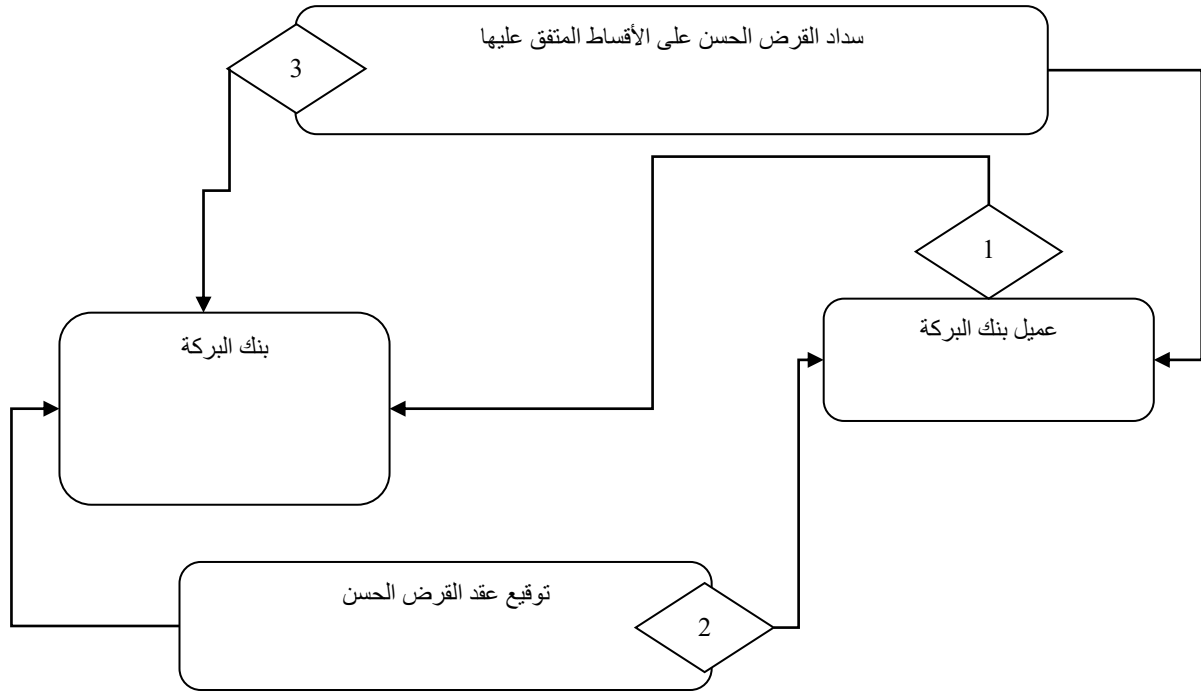 سداد القرض الحسن على الأقساط المتفق عليها
3
1
عميل بنك البركة
بنك البركة
توقيع عقد القرض الحسن
2